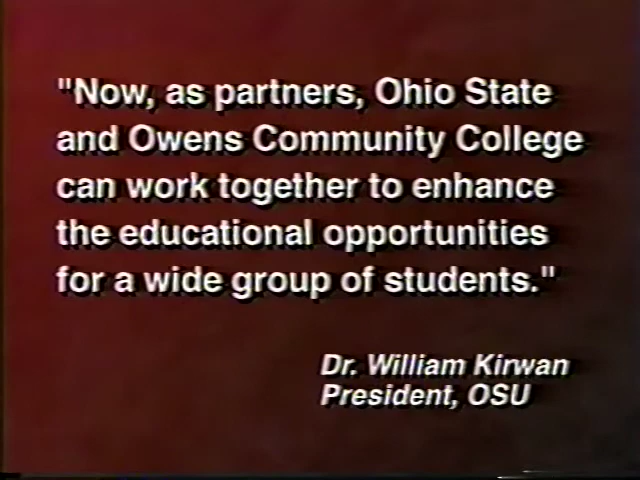 "Now, as partners, Ohio State
and Owens Community College
can work together to enhance
the educational opportunities
for a wide group of students."
Dr. William Kirwan
President, OSU